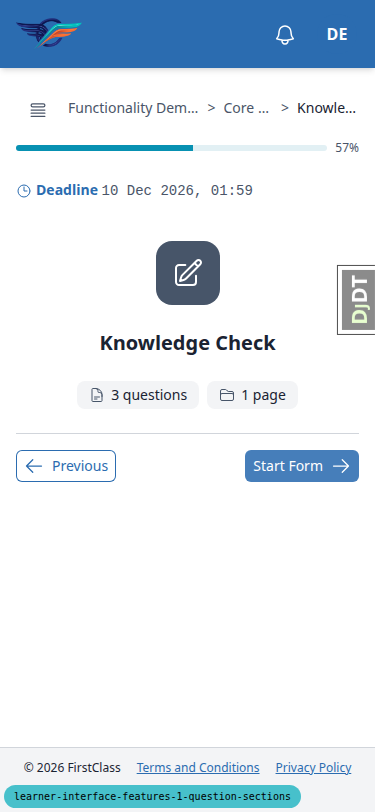 DE
Functionality Dem... > Core ... > Knowle...
57%
Deadline 10 Dec 2026, 01:59
DjDT
Knowledge Check
3 questions
1 page
Previous
Start Form
© 2026 FirstClass Terms and Conditions Privacy Policy
learner-interface-features-1-question-sections